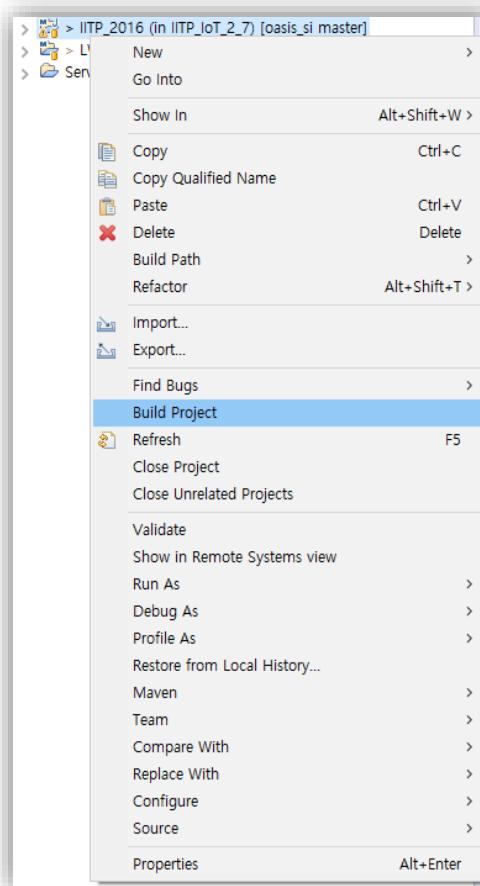 > IITP_2016 (in IITP_IoT_2_7) [oasis_si master]
New
Go Into
Show In Alt+Shift+W >
Copy Ctrl+C
Copy Qualified Name
Paste Ctrl+V
Delete Delete
Build Path
Refactor Alt+Shift+T >
Import...
Export...
Find Bugs
Build Project
Refresh F5
Close Project
Close Unrelated Projects
Validate
Show in Remote Systems view
Run As
Debug As
Profile As
Restore from Local History...
Maven
Team
Compare With
Replace With
Configure
Source
Properties Alt+Enter